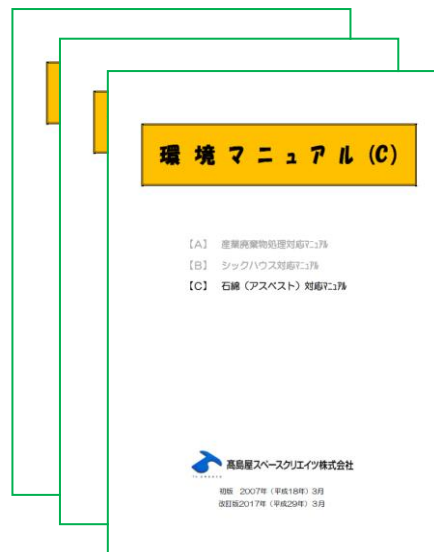 環境マニュアル(C)
【A】 産業廃棄物処理対応ﾏﾆｭｱﾙ
【B】 シックハウス対応ﾏﾆｭｱﾙ
【C】 石綿（アスベスト）対応ﾏﾆｭｱﾙ
髙島屋スペースクリエイツ株式会社
初版 2007年（平成18年）3月
改訂版2017年（平成29年）3月